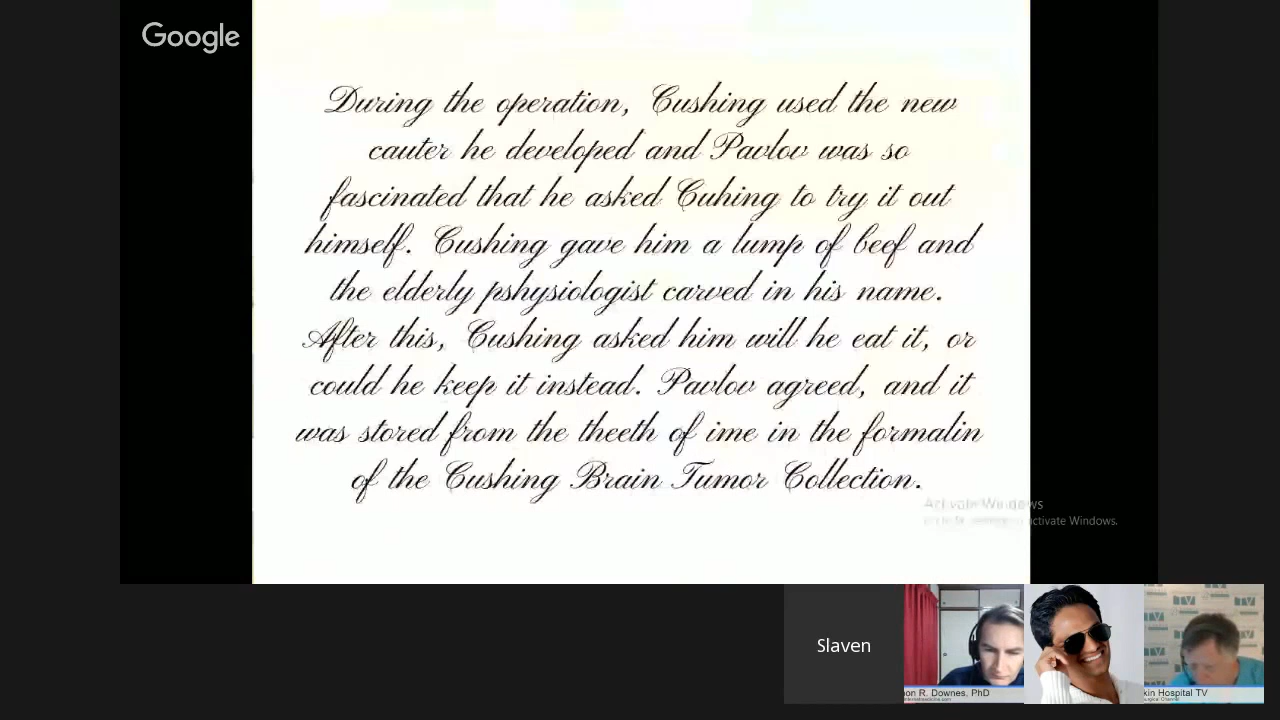 Google
During the operation, Cushing used the new
cauter he developed and Pavlov was so
fascinated that he asked Cuhing to try it out
himself. Cushing gave him a lump of beef and
the elderly pshysiologist carved in his name.
After this, Cushing asked him will he eat it, or
could he keep it instead. Pavlov agreed, and it
was stored from the theeth of ime in the formalin
of the Cushing Brain Tumor Collection.
Activate Windows
activate Windows.
Slaven
on R. Downes, PhD
kin Hospital TV